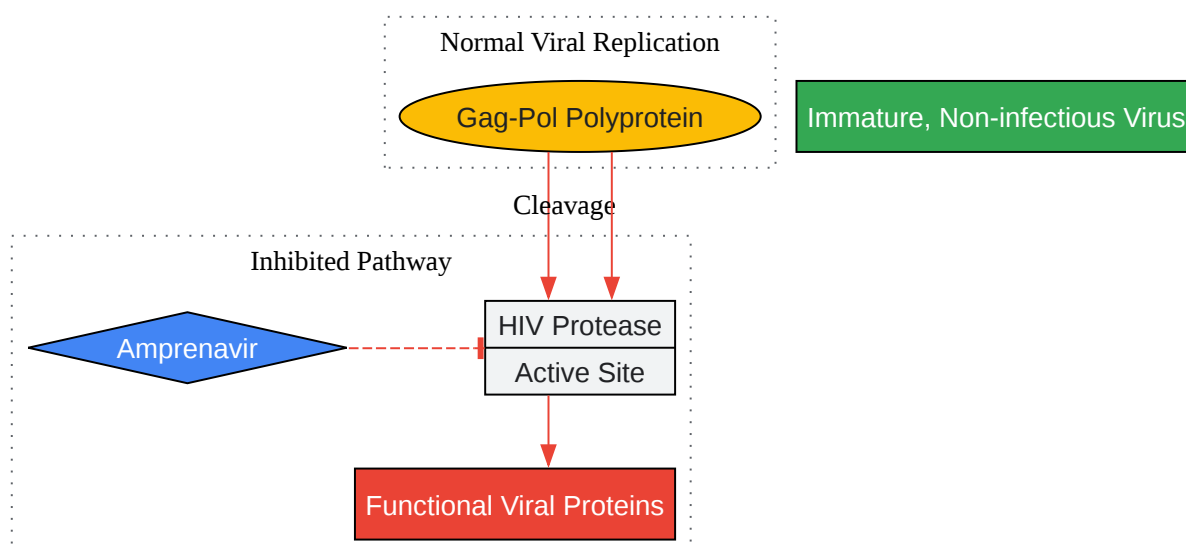 Normal Viral Replication
Gag-Pol Polyprotein
Immature, Non-infectious Virus
Cleavage
Inhibited Pathway
HIV Protease
Amprenavir
Active Site
Functional Viral Proteins